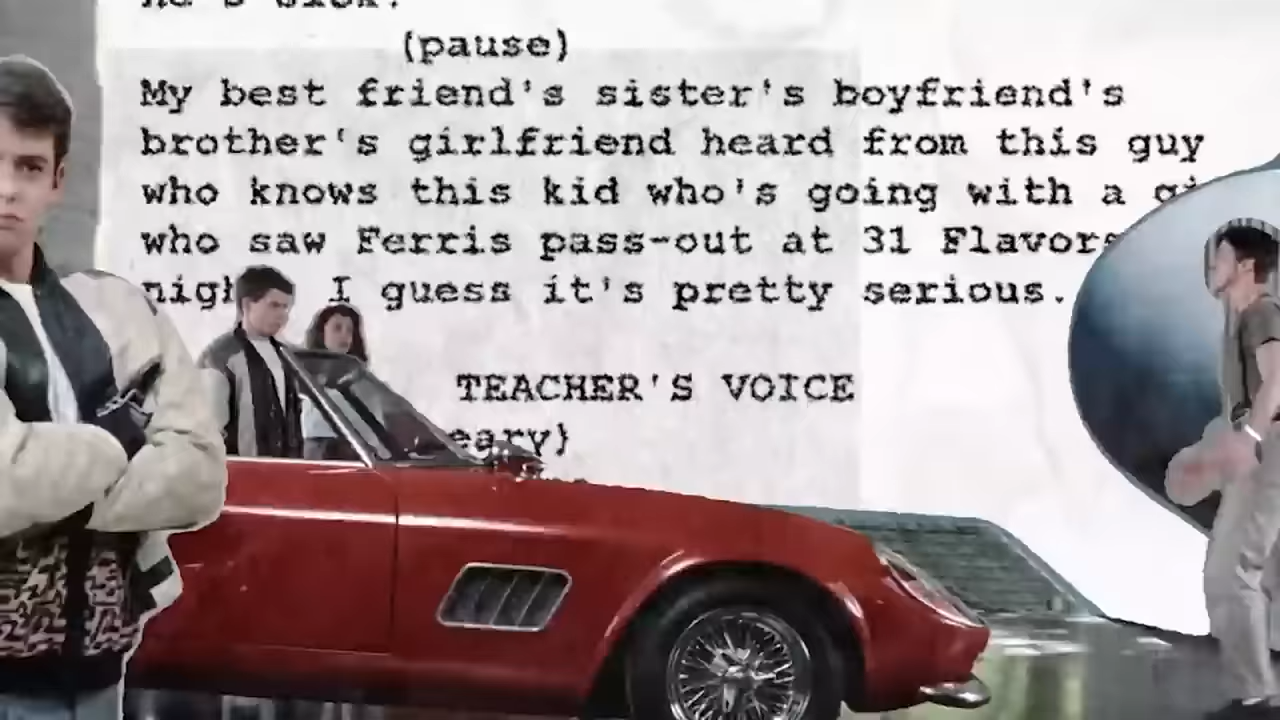 (pause)
My best friend's sister's boyfriend's
brother's girlfriend heard from this guy
who knows this kid who's going with a
who saw Ferris pass-out at 31 Flavors
I guess it's pretty serious.
TEACHER'S VOICE